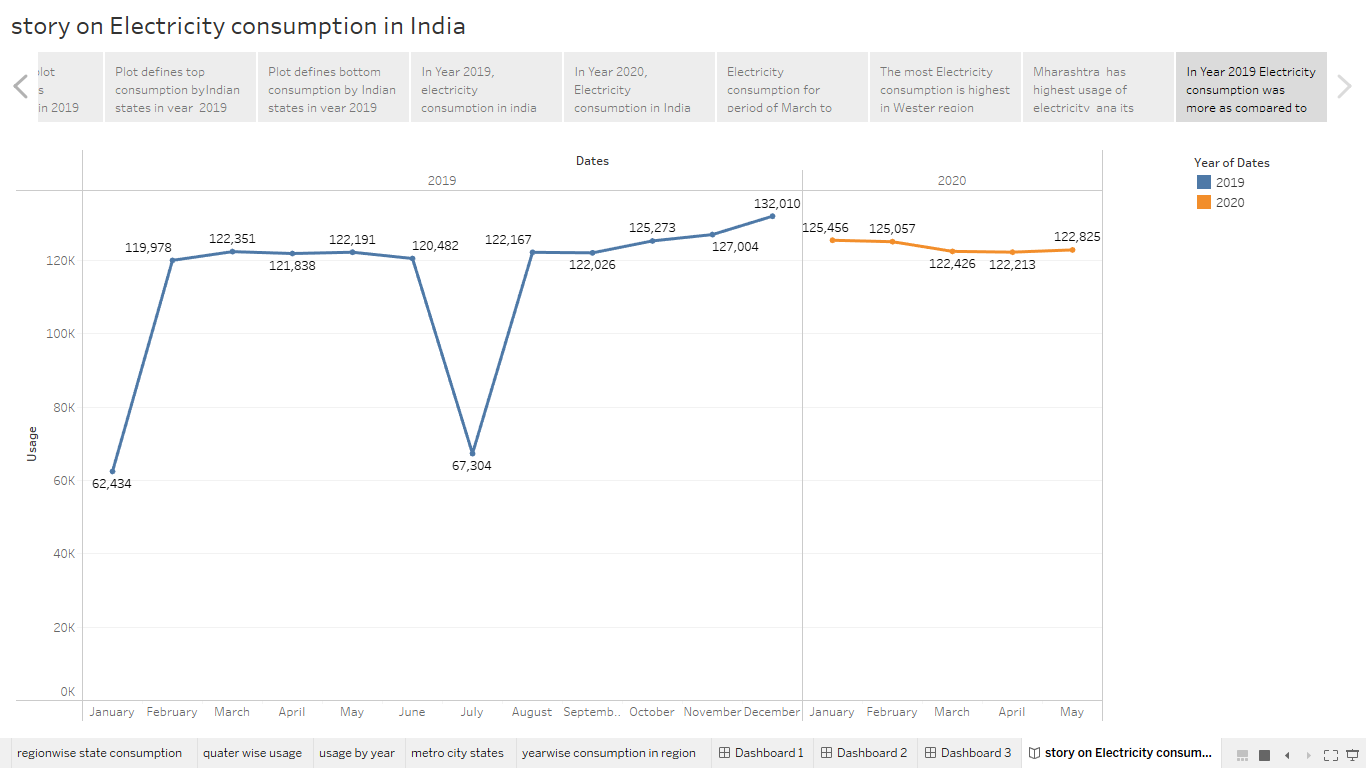 story on Electricity consumption in India
plot
s
in 2019
Plot defines top
consumption byIndian
states in year 2019
Plot defines bottom
consumption by Indian
states in year 2019
In Year 2019,
electricity
consumption in india
In Year 2020,
Electricity
consumption in India
Electricity
consumption for
period of March to
The most Electricity
consumption is highest
in Wester region
Mharashtra has
highest usage of
electricity ana its
In Year 2019 Electricity
consumption was
more as compared to
Dates
2019
2020
Year of Dates
2019
2020
Usage
120K
100K
80K
60K
40K
20K
0K
62,434
119,978
122,351
121,838
122,191
120,482
67,304
122,167
122,026
125,273
127,004
132,010
125,456
125,057
122,426
122,213
122,825
January
February
March
April
May
June
July
August
Septemb..
October
November
December
January
February
March
April
May
regionwise state consumption
quater wise usage
usage by year
metro city states
yearwise consumption in region
Dashboard 1
Dashboard 2
Dashboard 3
story on Electricity consum...